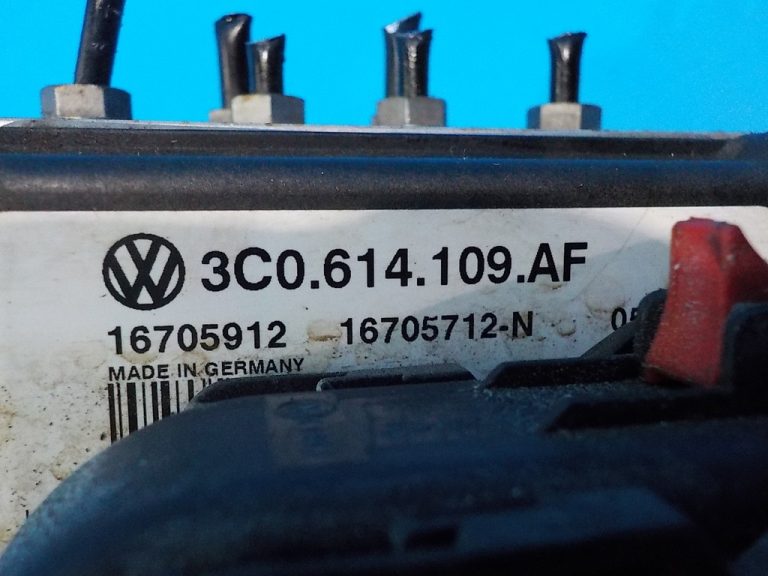 3C0.614.109.AF
16705912 16705712-N
MADE IN GERMANY